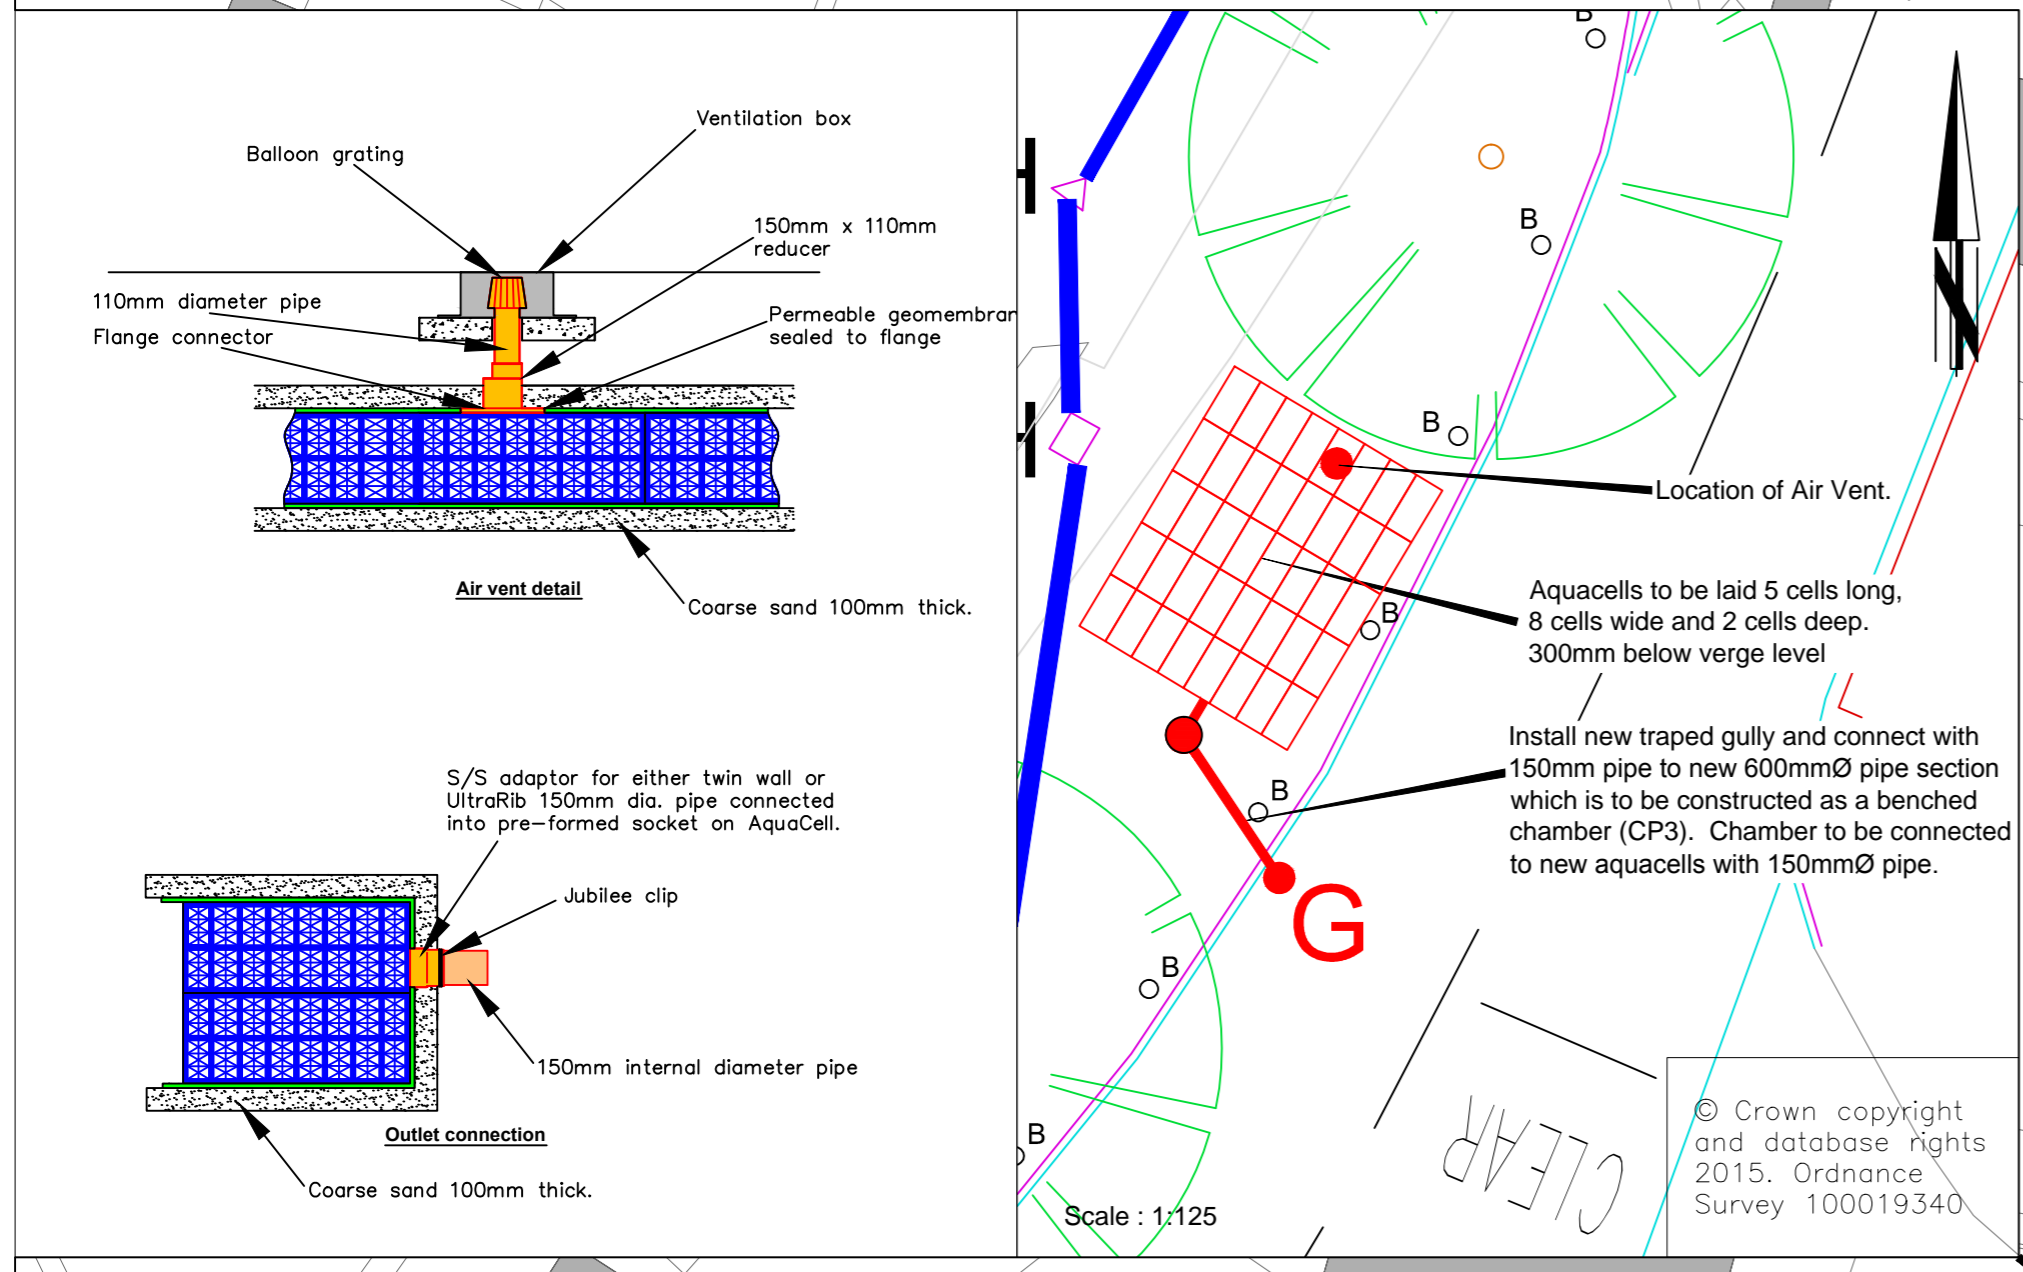 Ventilation box
Balloon grating
150mm x 110mm
reducer
110mm diameter pipe
Flange connector
Permeable geomembran
sealed to flange
Air vent detail
Coarse sand 100mm thick.
S/S adaptor for either twin wall or
UltraRib 150mm dia. pipe connected
into pre-formed socket on AquaCell.
Jubilee clip
150mm internal diameter pipe
Outlet connection
Coarse sand 100mm thick.
B
B
B
B
B
B
B
H
H
N
Location of Air Vent.
Aquacells to be laid 5 cells long,
8 cells wide and 2 cells deep.
300mm below verge level
Install new traped gully and connect with
150mm pipe to new 600mmØ pipe section
which is to be constructed as a benched
chamber (CP3). Chamber to be connected
to new aquacells with 150mmØ pipe.
G
CLEAR
Scale : 1:125
© Crown copyright
and database rights
2015. Ordnance
Survey 100019340